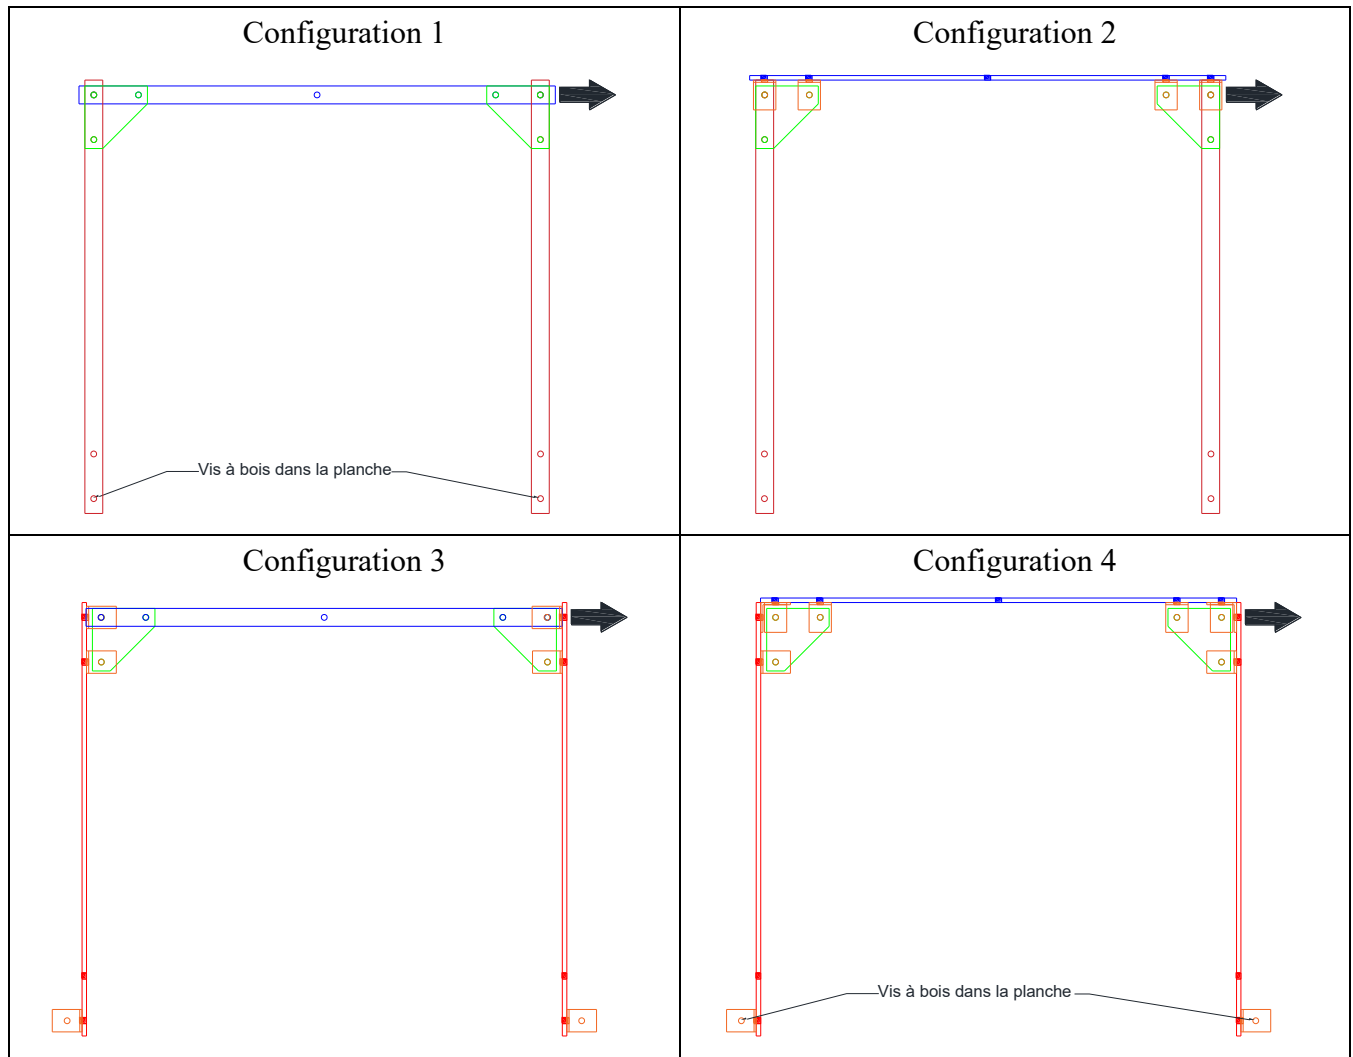 Configuration 1
Configuration 2
Vis à bois dans la planche
Configuration 3
Configuration 4
Vis à bois dans la planche